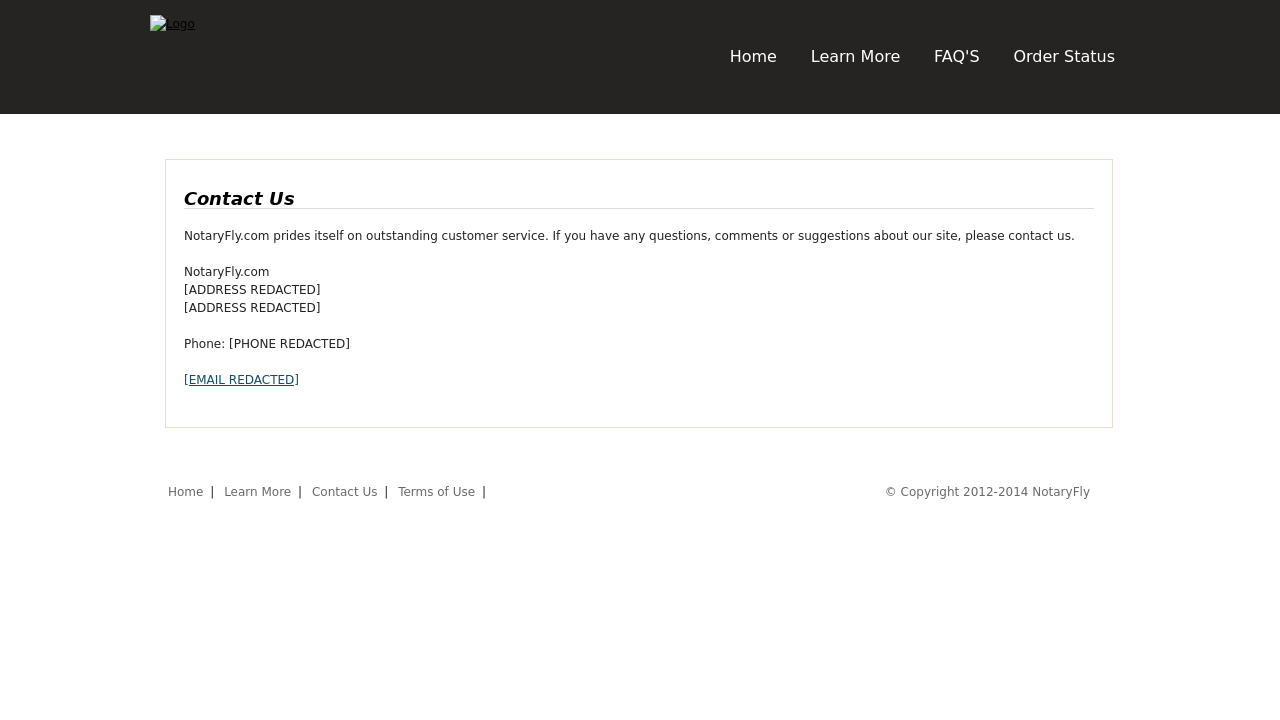 Logo
Home Learn More FAQ'S Order Status
Contact Us
NotaryFly.com prides itself on outstanding customer service. If you have any questions, comments or suggestions about our site, please contact us.
NotaryFly.com
[ADDRESS REDACTED]
[ADDRESS REDACTED]
Phone: [PHONE REDACTED]
[EMAIL REDACTED]
Home | Learn More | Contact Us | Terms of Use | © Copyright 2012-2014 NotaryFly